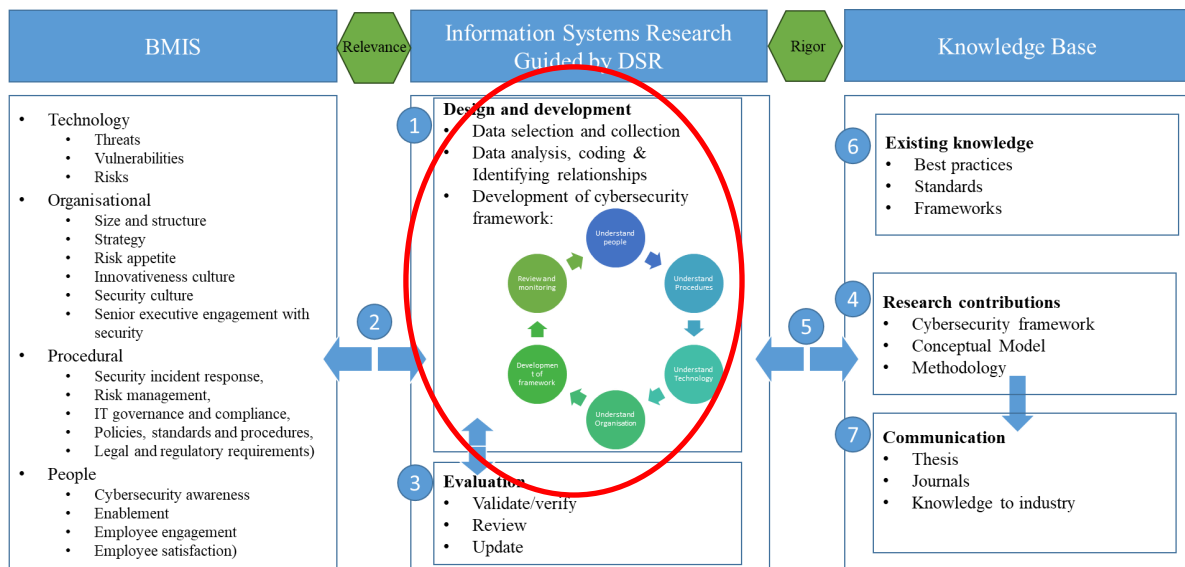 BMIS
Relevance
Information Systems Research
Guided by DSR
Rigor
Knowledge Base
• Technology
• Threats
• Vulnerabilities
• Risks
• Organisational
• Size and structure
• Strategy
• Risk appetite
• Innovativeness culture
• Security culture
• Senior executive engagement with
security
• Procedural
• Security incident response,
• Risk management,
• IT governance and compliance,
• Policies, standards and procedures,
• Legal and regulatory requirements)
• People
• Cybersecurity awareness
• Enablement
• Employee engagement
• Employee satisfaction)
2
1
Design and development
• Data selection and collection
• Data analysis, coding &
Identifying relationships
• Development of cybersecurity
framework:
Understand
people
Understand
Procedures
Understand
Technology
Understand
Organisation
Developmen
t of
framework
Review and
monitoring
3
Evaluation
• Validate/verify
• Review
• Update
5
6
Existing knowledge
• Best practices
• Standards
• Frameworks
4
Research contributions
• Cybersecurity framework
• Conceptual Model
• Methodology
7
Communication
• Thesis
• Journals
• Knowledge to industry